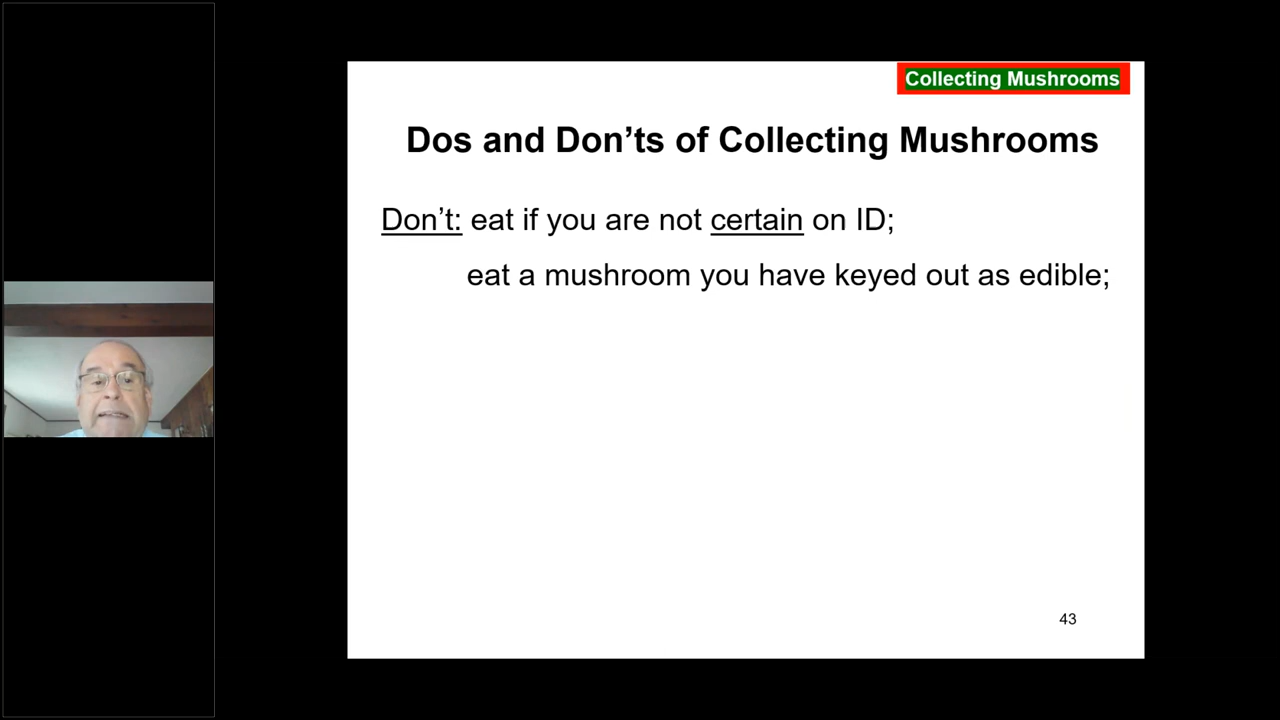 Collecting Mushrooms
Dos and Don’ts of Collecting Mushrooms
Don’t: eat if you are not certain on ID;
eat a mushroom you have keyed out as edible;
43